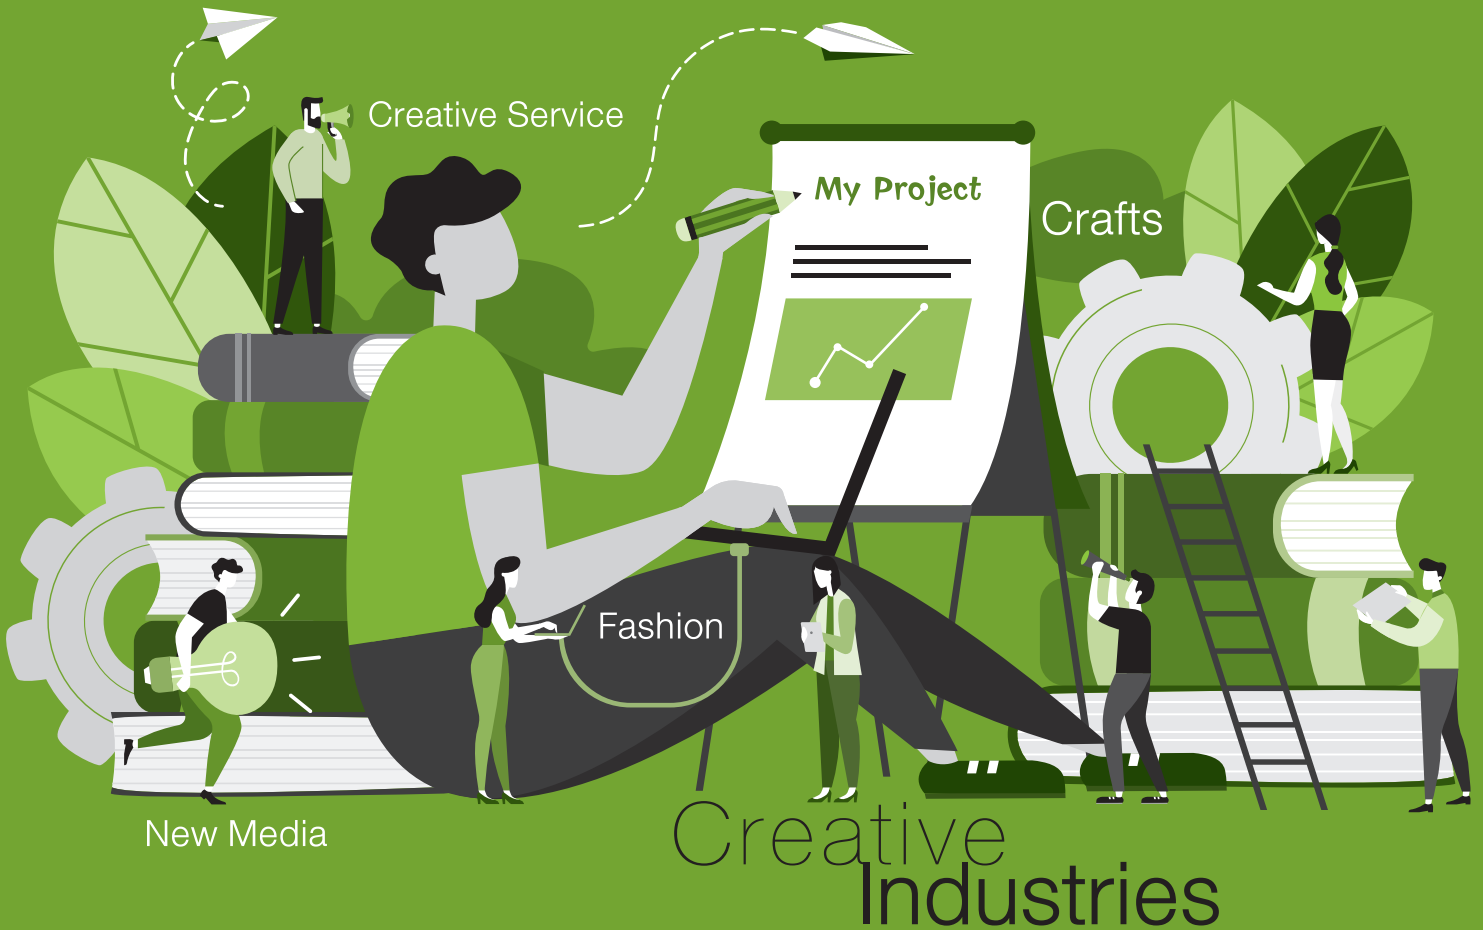 Creative Service
My Project
Crafts
Fashion
New Media
Creative
Industries